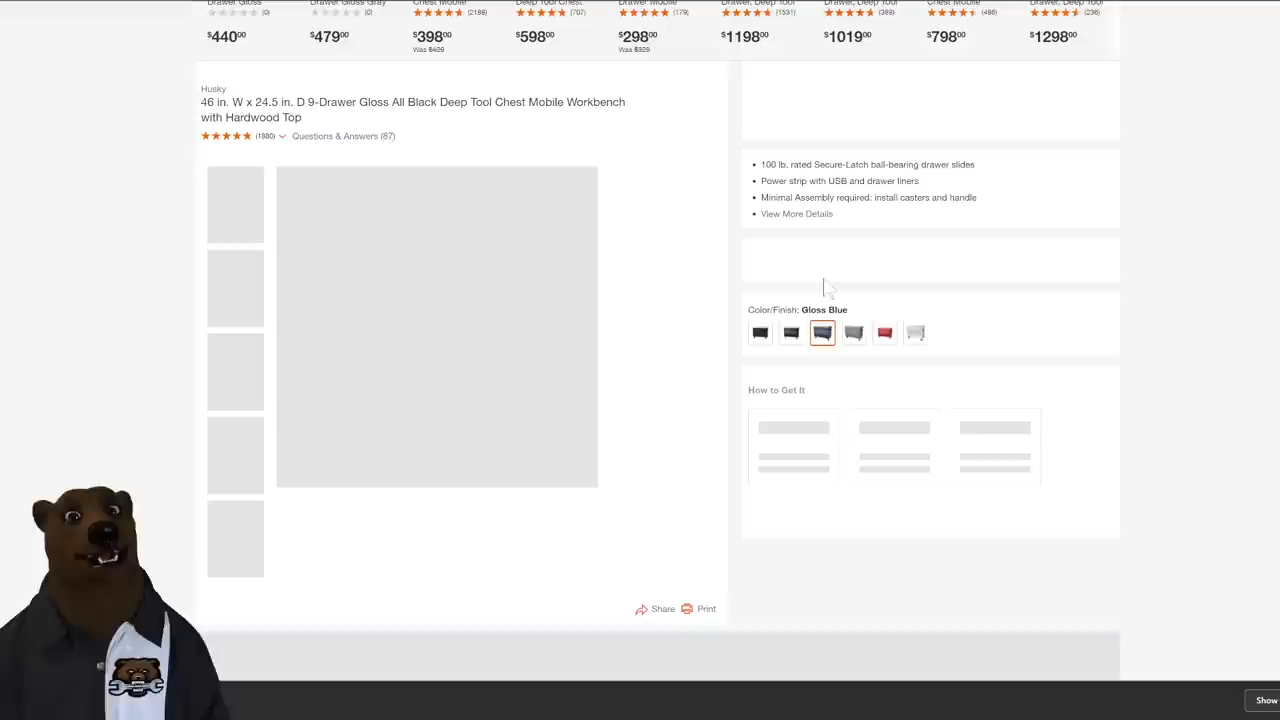 Drawer Gloss Drawer Gloss Gray Chest Mobile Deep Tool Chest Drawer Mobile Drawer, Deep Tool Drawer, Deep Tool Chest Mobile Drawer, Deep Tool
(0) (0) (2188) (707) (179) (1531) (389) (486) (236)
$440⁰⁰ $479⁰⁰ $398⁰⁰ $598⁰⁰ $298⁰⁰ $1198⁰⁰ $1019⁰⁰ $798⁰⁰ $1298⁰⁰
Was $429 Was $329
Husky
46 in. W x 24.5 in. D 9-Drawer Gloss All Black Deep Tool Chest Mobile Workbench
with Hardwood Top
(1880) Questions & Answers (87)
• 100 lb. rated Secure-Latch ball-bearing drawer slides
• Power strip with USB and drawer liners
• Minimal Assembly required: install casters and handle
• View More Details
Color/Finish: Gloss Blue
How to Get It
Share Print
Show